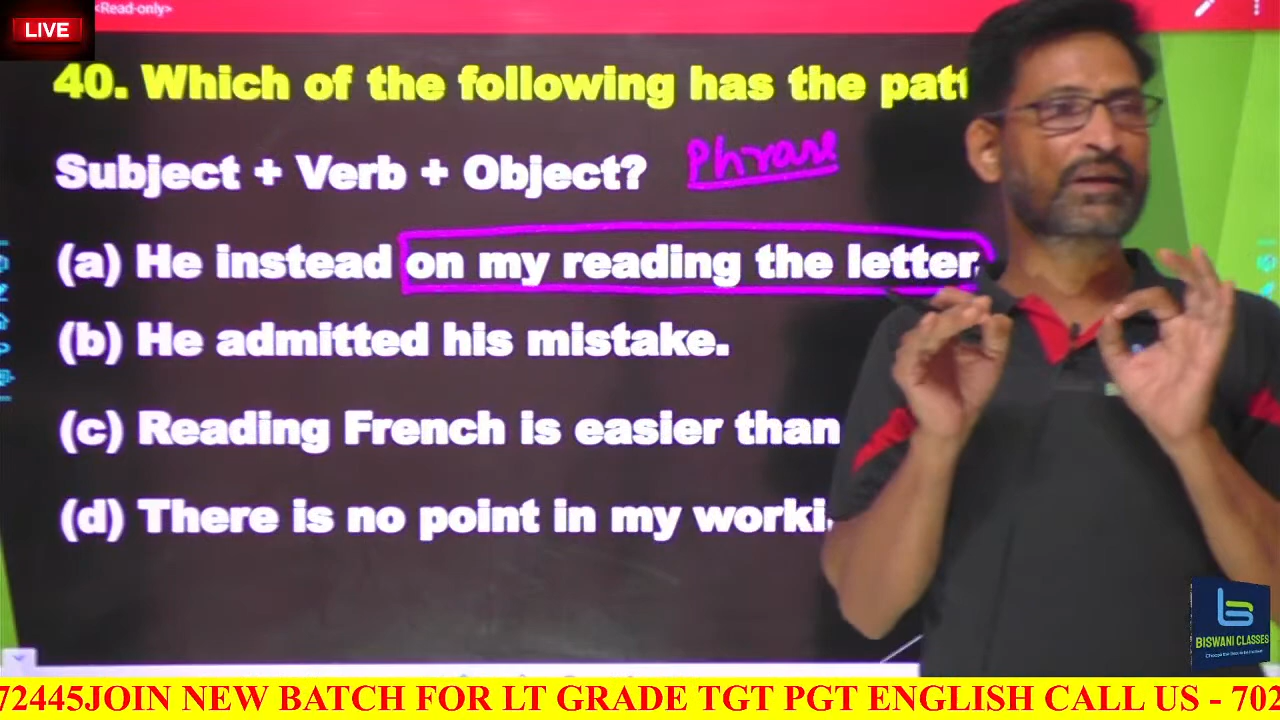 <Read-only>
LIVE
40. Which of the following has the patt
Subject + Verb + Object? Phrase
(a) He instead on my reading the letter.
(b) He admitted his mistake.
(c) Reading French is easier than
(d) There is no point in my worki
BISWANI CLASSES
72445JOIN NEW BATCH FOR LT GRADE TGT PGT ENGLISH CALL US - 702